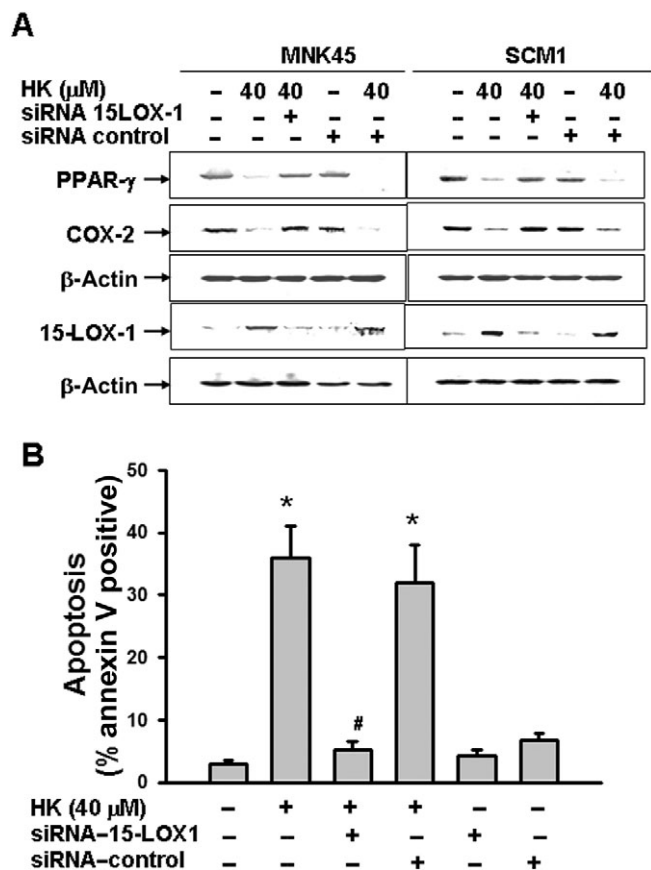 A
MNK45 SCM1
HK (μM) – 40 40 – 40 – 40 40 – 40
siRNA 15LOX-1 – – + – – – – + – –
siRNA control – – – + + – – – + +
PPAR-γ
COX-2
β-Actin
15-LOX-1
β-Actin
B
Apoptosis
(% annexin V positive)
50
40
30
20
10
0
* # *
HK (40 μM) – + + + – –
siRNA–15-LOX1 – – + – + –
siRNA–control – – – + – +